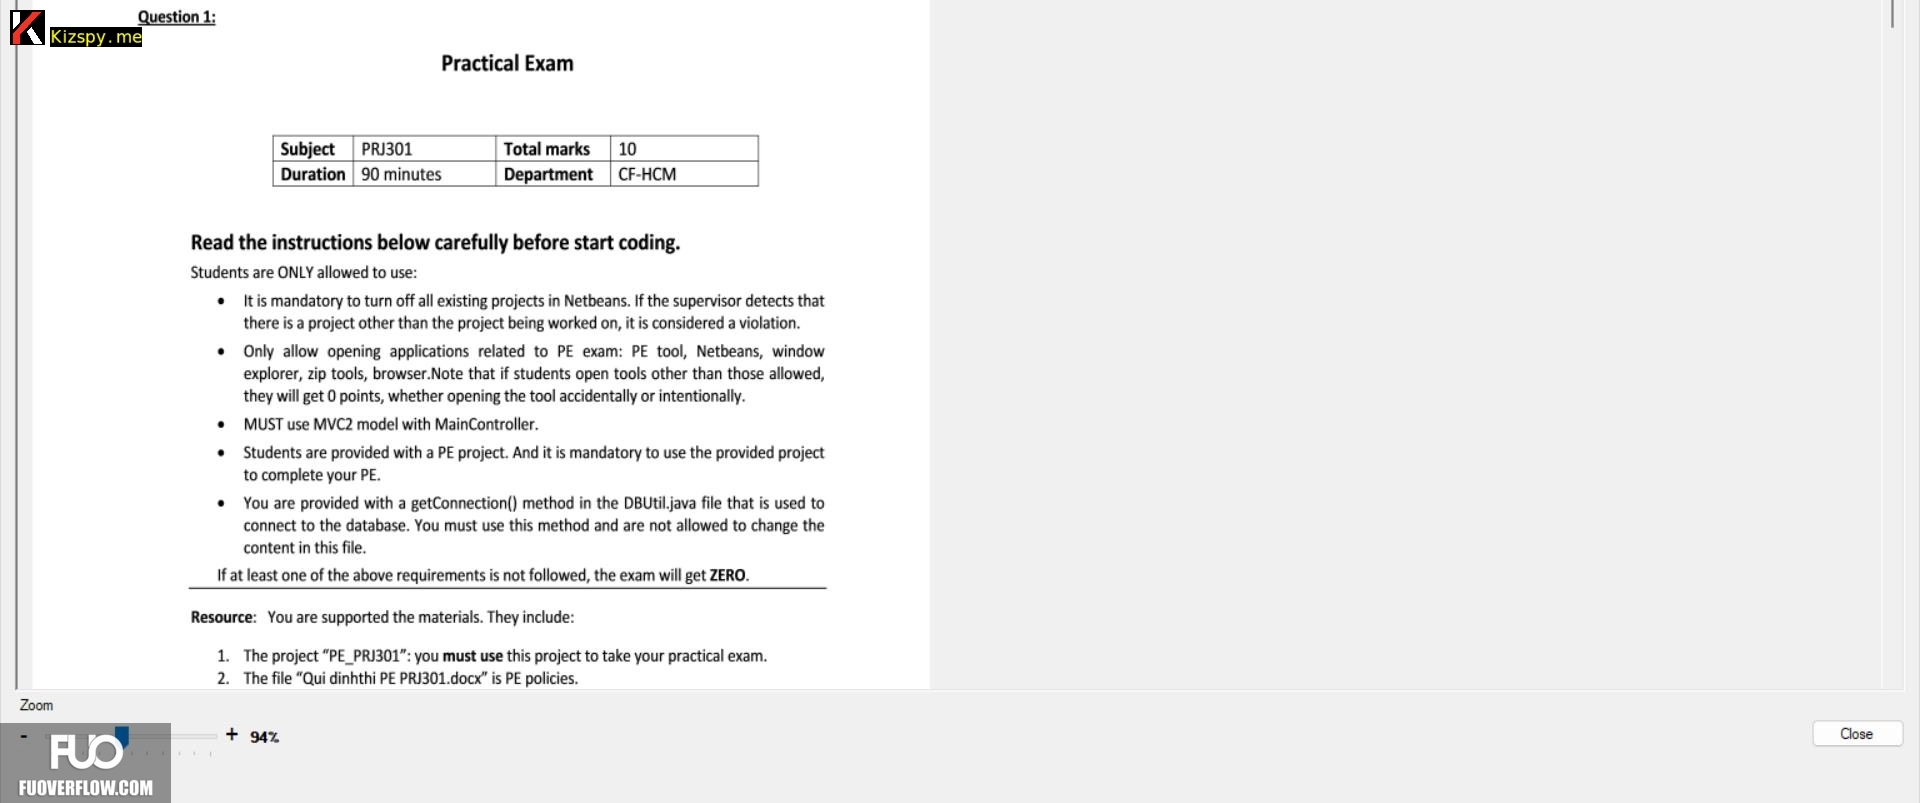 Question 1:
Kizspy.me
Practical Exam
Subject PRJ301 Total marks 10
Duration 90 minutes Department CF-HCM
Read the instructions below carefully before start coding.
Students are ONLY allowed to use:
• It is mandatory to turn off all existing projects in Netbeans. If the supervisor detects that
there is a project other than the project being worked on, it is considered a violation.
• Only allow opening applications related to PE exam: PE tool, Netbeans, window
explorer, zip tools, browser.Note that if students open tools other than those allowed,
they will get 0 points, whether opening the tool accidentally or intentionally.
• MUST use MVC2 model with MainController.
• Students are provided with a PE project. And it is mandatory to use the provided project
to complete your PE.
• You are provided with a getConnection() method in the DBUtil.java file that is used to
connect to the database. You must use this method and are not allowed to change the
content in this file.
If at least one of the above requirements is not followed, the exam will get ZERO.
Resource: You are supported the materials. They include:
1. The project “PE_PRJ301”: you must use this project to take your practical exam.
2. The file “Qui dinhthi PE PRJ301.docx” is PE policies.
Zoom
- + 94%
Close
FUO
FUOVERFLOW.COM